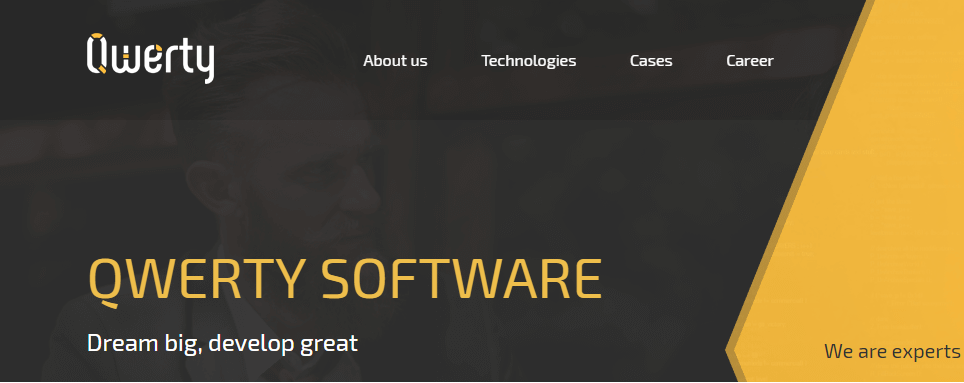 Qwerty
About us Technologies Cases Career
QWERTY SOFTWARE
Dream big, develop great
We are experts